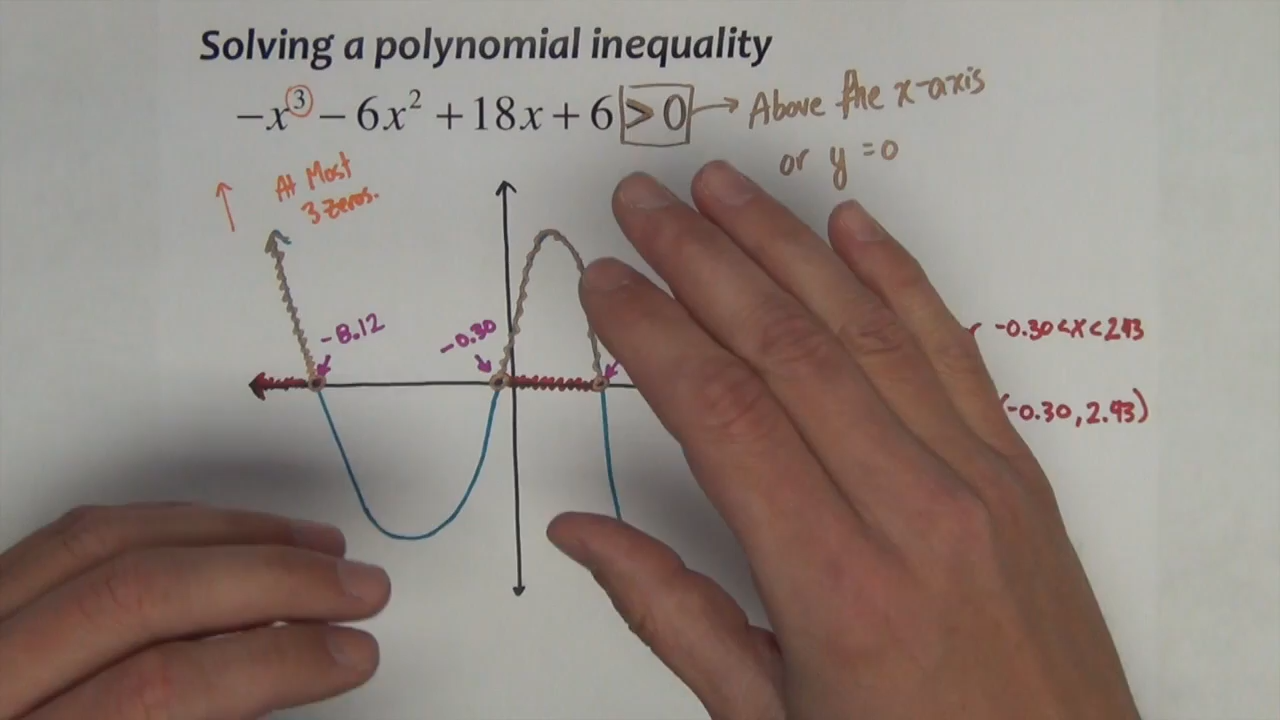 Solving a polynomial inequality
−x³ − 6x² + 18x + 6 > 0 → Above the x-axis
or y = 0
At Most
3 zeros.
-8.12
-0.30
-0.30 < x < 2.93
(-0.30, 2.93)